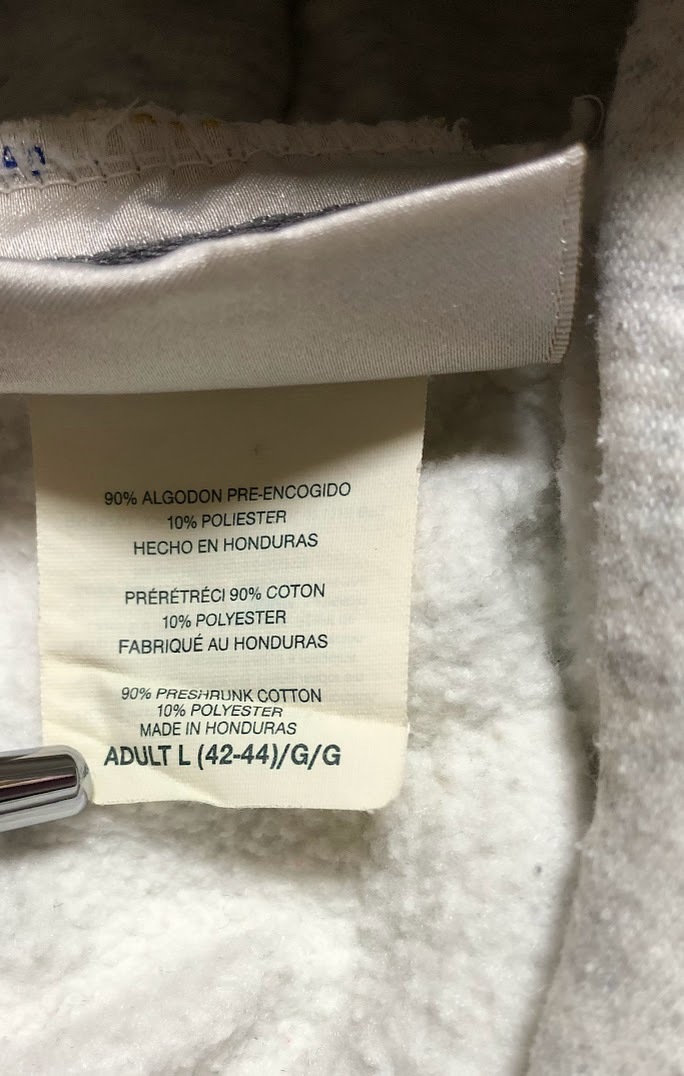 90% ALGODON PRE-ENCOGIDO
10% POLIESTER
HECHO EN HONDURAS
PRÉRÉTRÉCI 90% COTON
10% POLYESTER
FABRIQUÉ AU HONDURAS
90% PRESHRUNK COTTON
10% POLYESTER
MADE IN HONDURAS
ADULT L (42-44)/G/G